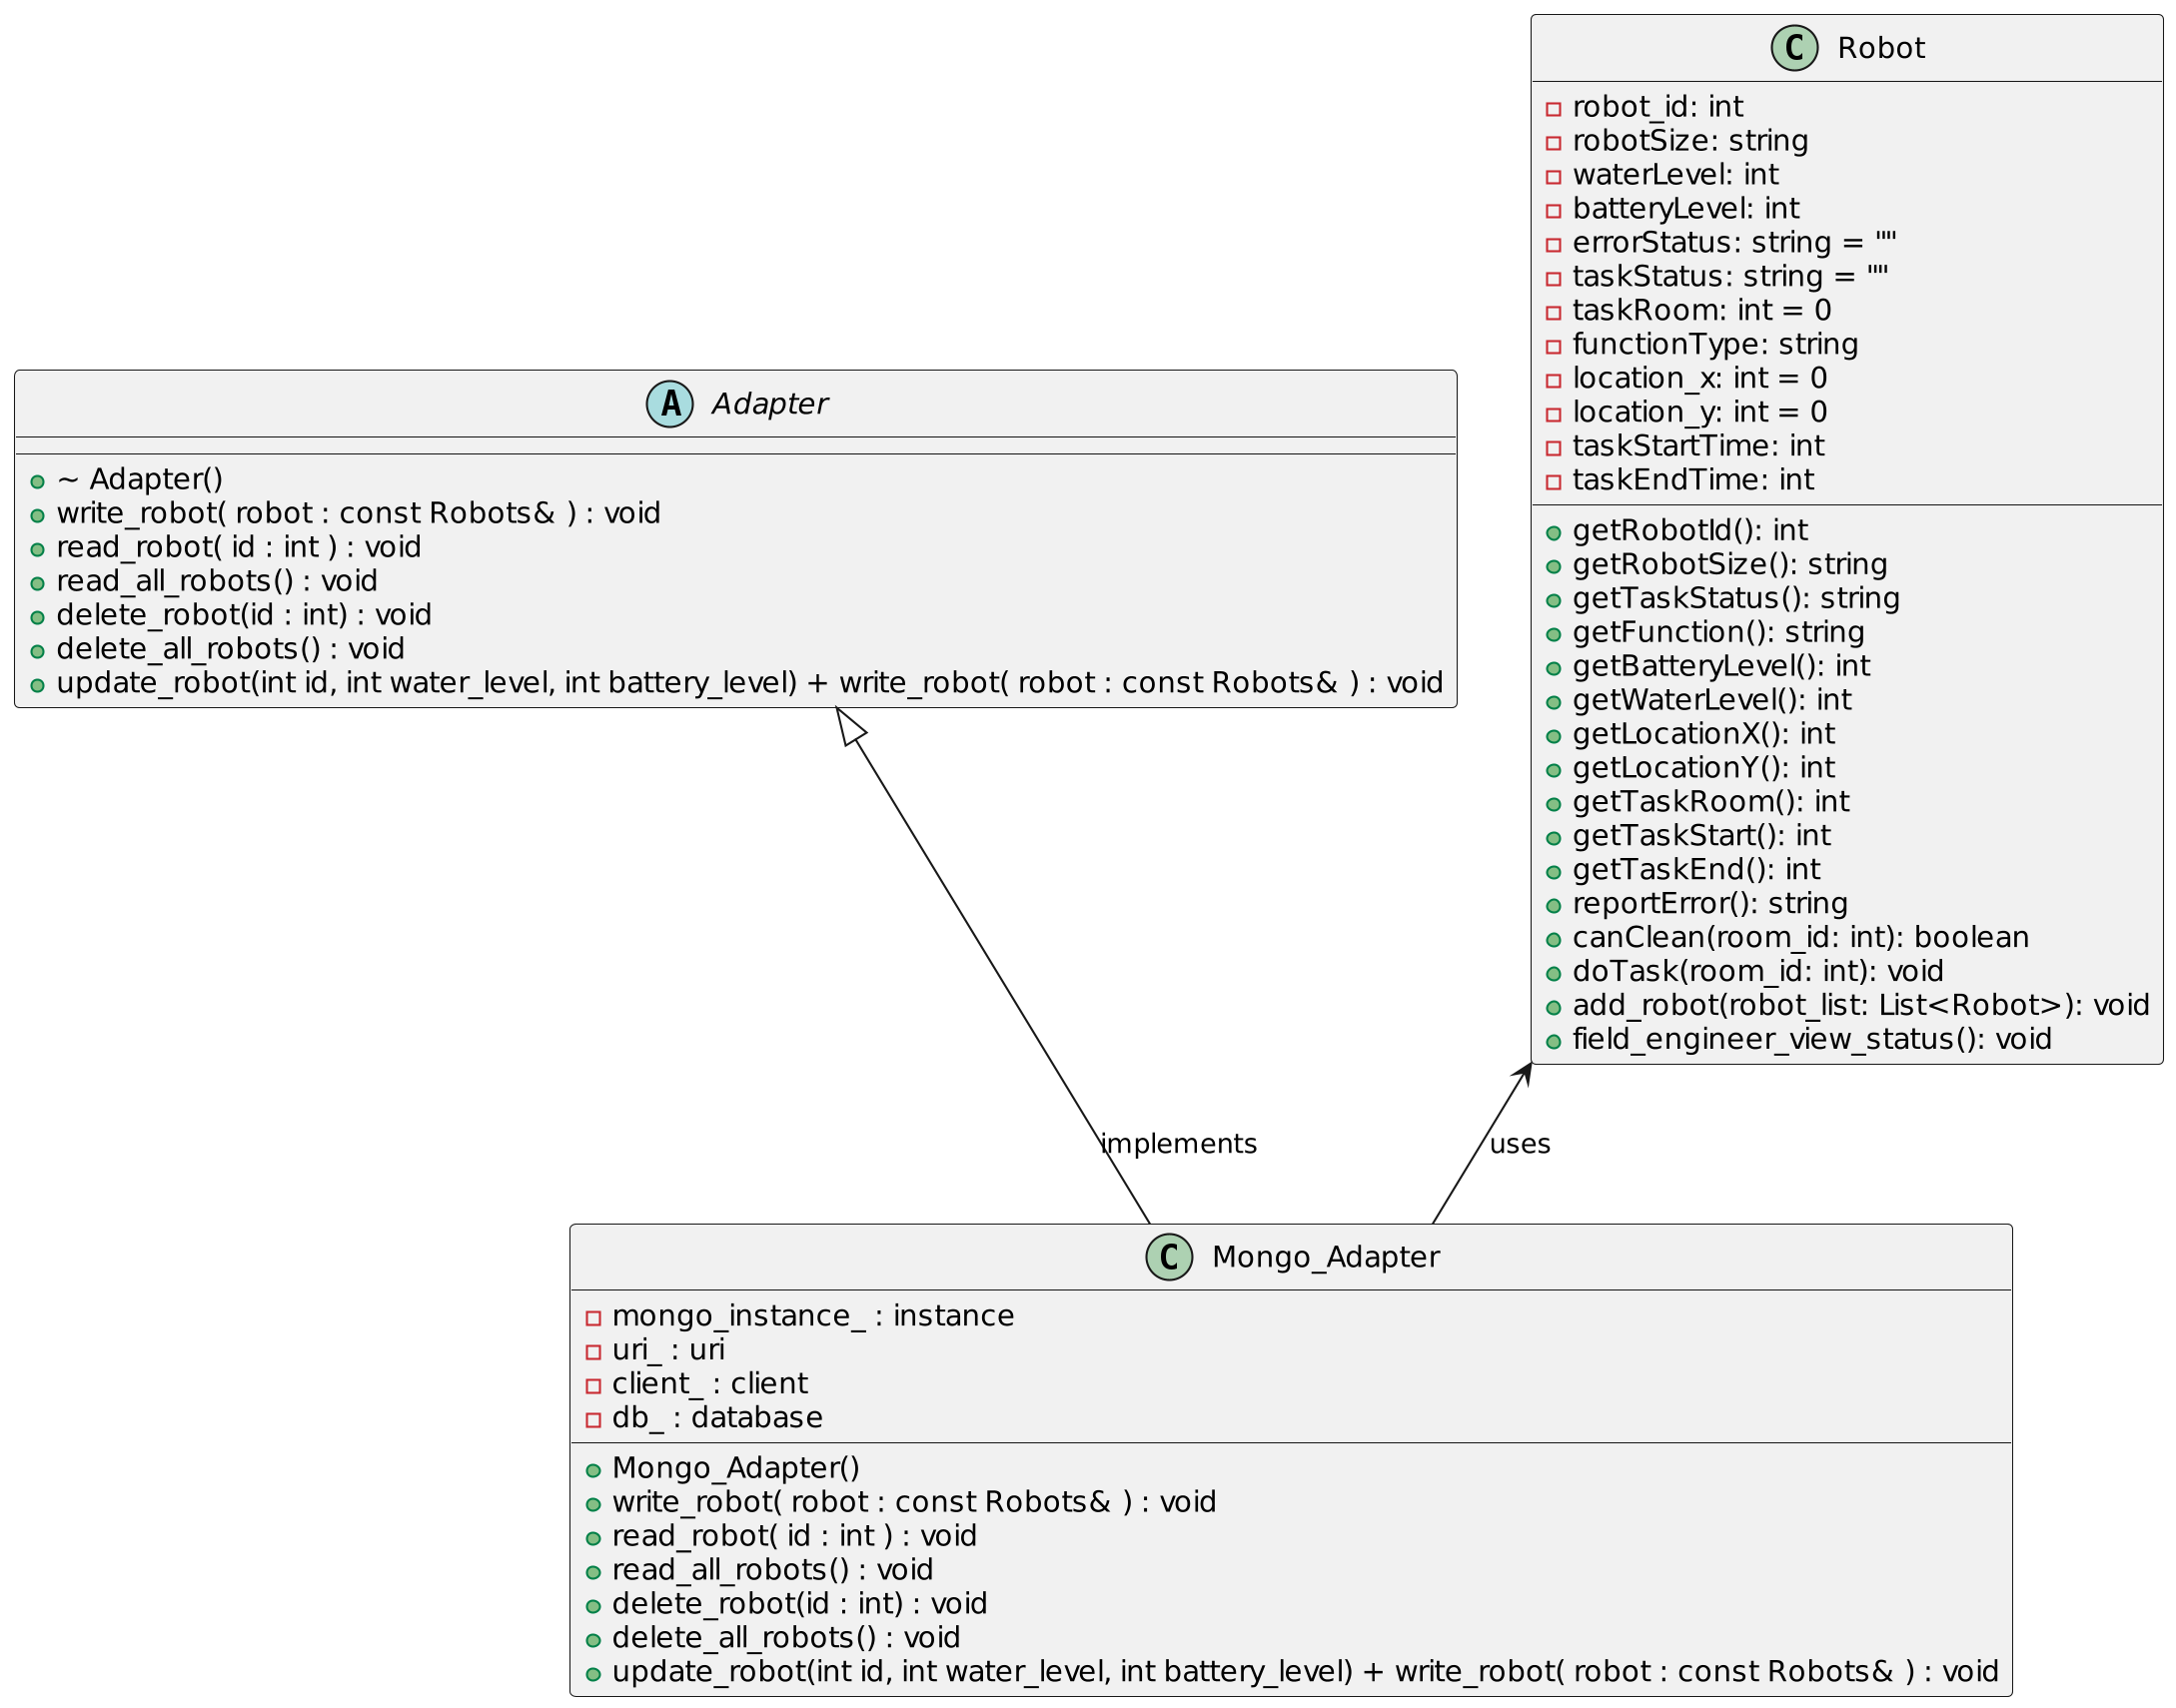 C Robot
robot_id: int
robotSize: string
waterLevel: int
batteryLevel: int
errorStatus: string = ""
taskStatus: string = ""
taskRoom: int = 0
functionType: string
location_x: int = 0
location_y: int = 0
taskStartTime: int
taskEndTime: int
getRobotId(): int
getRobotSize(): string
getTaskStatus(): string
getFunction(): string
getBatteryLevel(): int
getWaterLevel(): int
getLocationX(): int
getLocationY(): int
getTaskRoom(): int
getTaskStart(): int
getTaskEnd(): int
reportError(): string
canClean(room_id: int): boolean
doTask(room_id: int): void
add_robot(robot_list: List<Robot>): void
field_engineer_view_status(): void
A Adapter
~ Adapter()
write_robot( robot : const Robots& ) : void
read_robot( id : int ) : void
read_all_robots() : void
delete_robot(id : int) : void
delete_all_robots() : void
update_robot(int id, int water_level, int battery_level) + write_robot( robot : const Robots& ) : void
implements
uses
C Mongo_Adapter
mongo_instance_ : instance
uri_ : uri
client_ : client
db_ : database
Mongo_Adapter()
write_robot( robot : const Robots& ) : void
read_robot( id : int ) : void
read_all_robots() : void
delete_robot(id : int) : void
delete_all_robots() : void
update_robot(int id, int water_level, int battery_level) + write_robot( robot : const Robots& ) : void